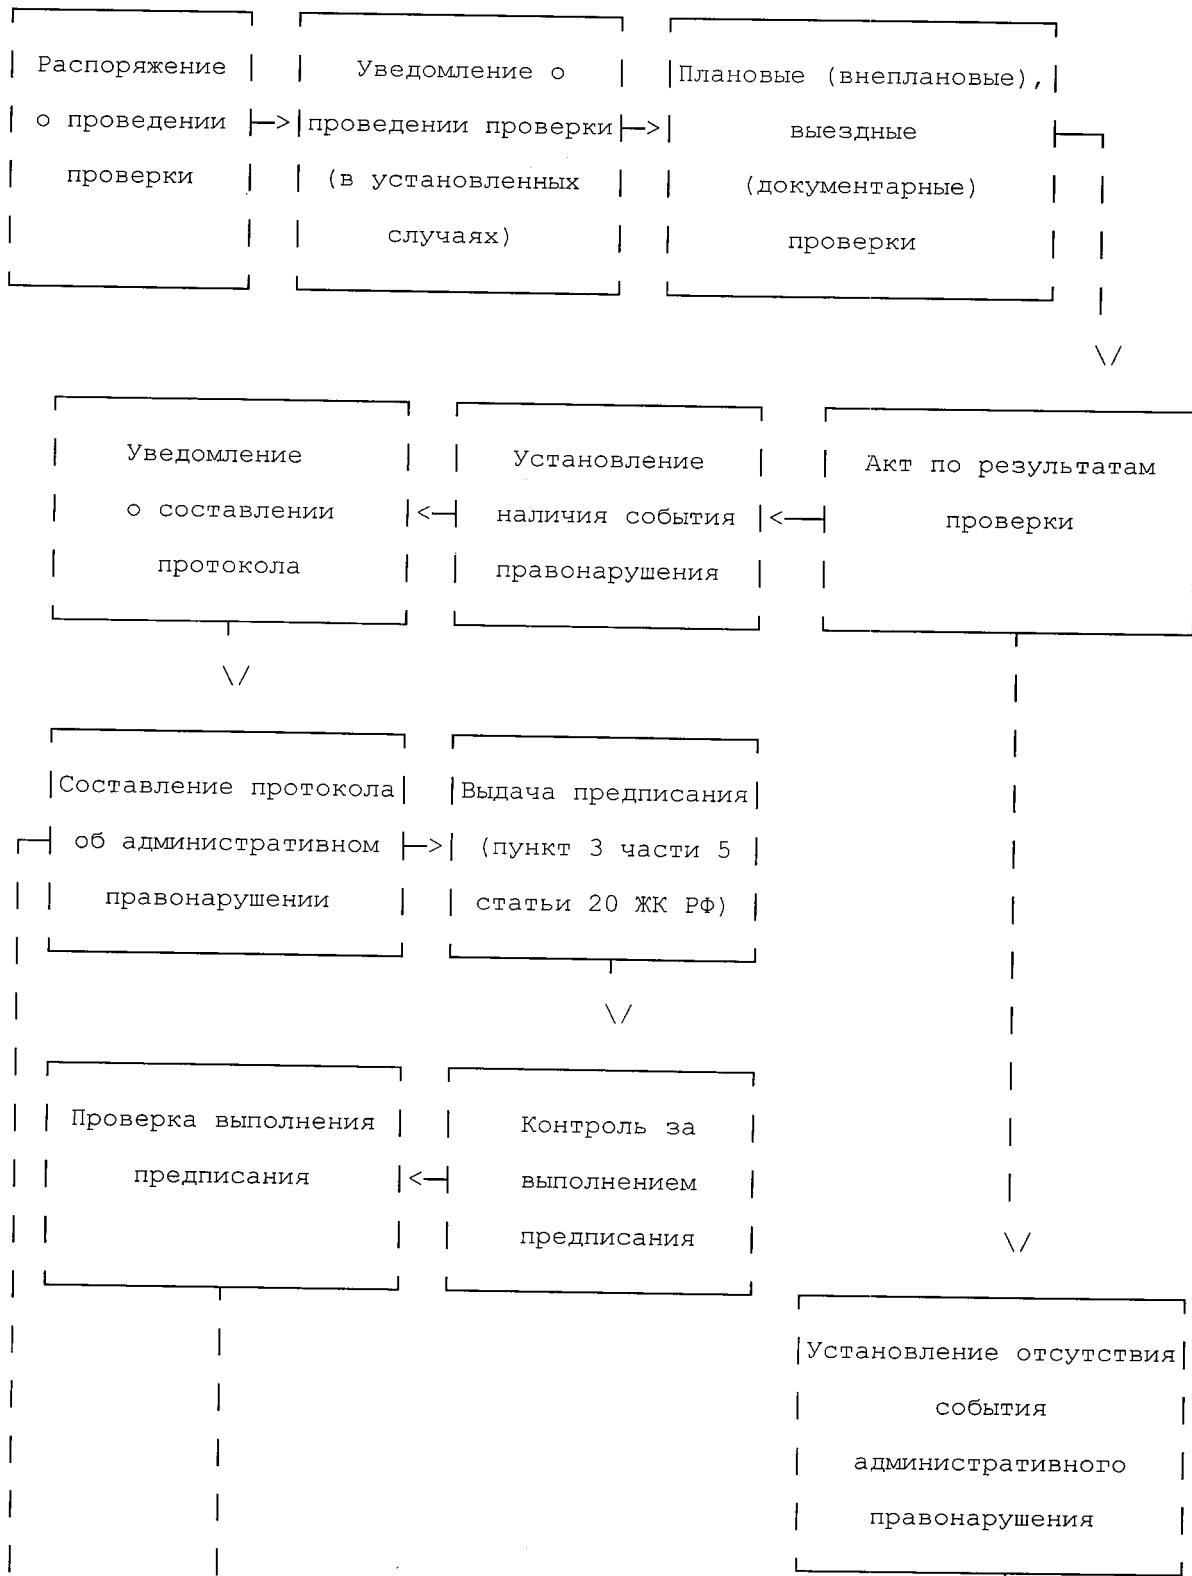 Распоряжение
о проведении
проверки
Уведомление о
проведении проверки
(в установленных
случаях)
Плановые (внеплановые),
выездные
(документарные)
проверки
Уведомление
о составлении
протокола
Установление
наличия события
правонарушения
Акт по результатам
проверки
Составление протокола
об административном
правонарушении
Выдача предписания
(пункт 3 части 5
статьи 20 ЖК РФ)
Проверка выполнения
предписания
Контроль за
выполнением
предписания
Установление отсутствия
события
административного
правонарушения